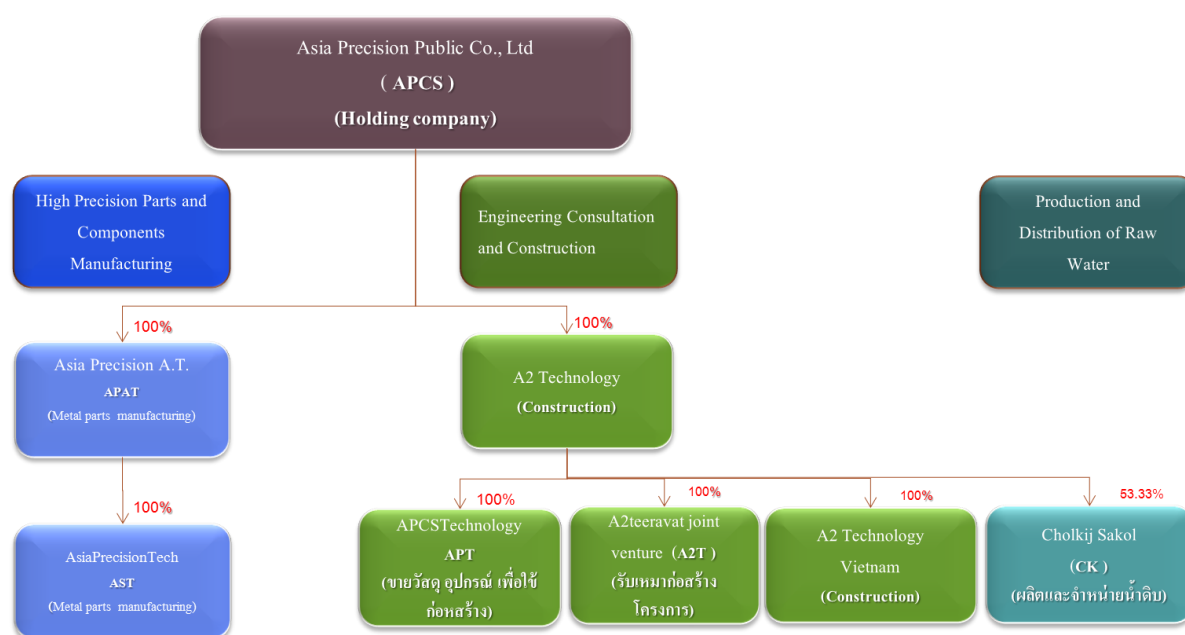 Asia Precision Public Co., Ltd
( APCS )
(Holding company)
High Precision Parts and
Components
Manufacturing
Engineering Consultation
and Construction
Production and
Distribution of Raw
Water
100%
100%
Asia Precision A.T.
APAT
(Metal parts manufacturing)
A2 Technology
(Construction)
100%
100%
100%
100%
53.33%
AsiaPrecisionTech
AST
(Metal parts manufacturing)
APCSTechnology
APT
(ขายวัสดุ อุปกรณ์ เพื่อใช้
ก่อหสร้าง)
A2teeravat joint
venture (A2T )
(รับเหมาก่อสร้าง
โครงการ)
A2 Technology
Vietnam
(Construction)
Cholkij Sakol
(CK )
(ผลิตและจำหน่ายน้ำดิบ)